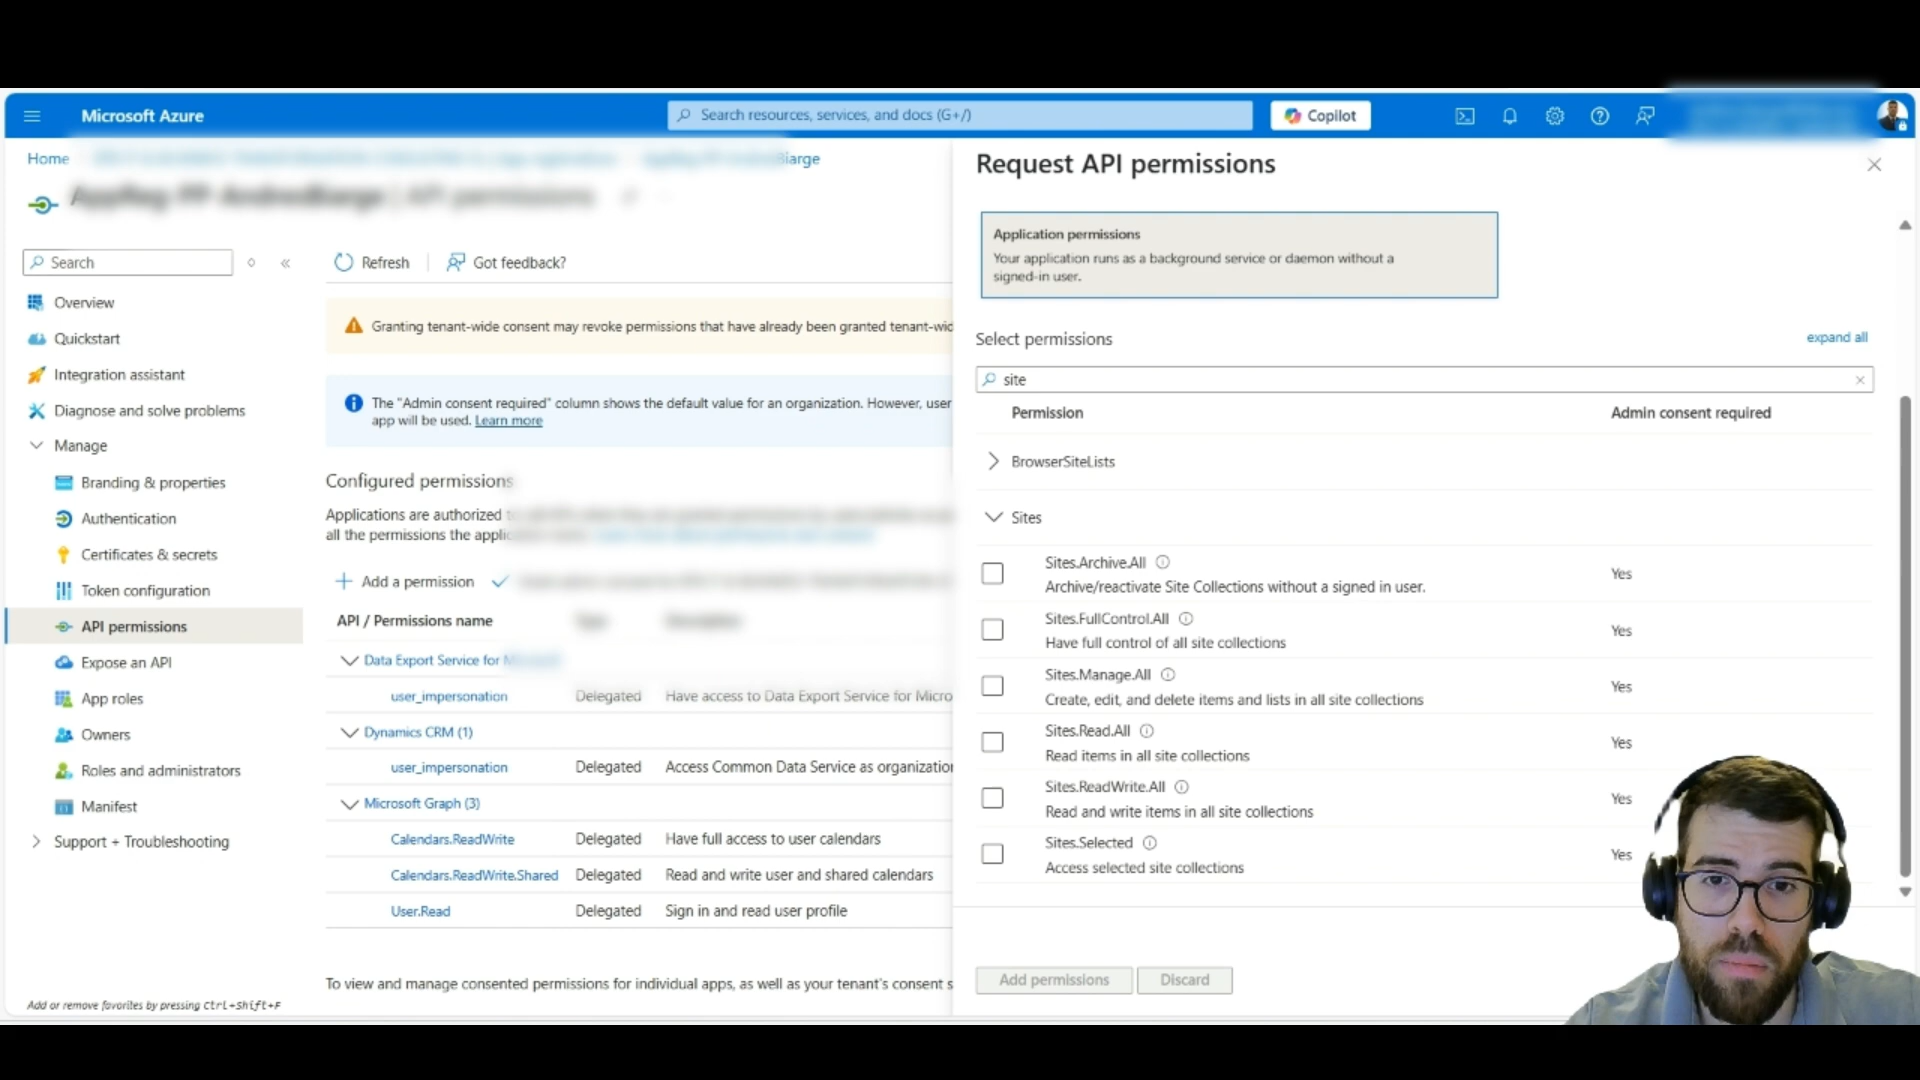 Microsoft Azure
Search resources, services, and docs (G+/)
Copilot
Home
Biarge
| API permissions
Search
Overview
Quickstart
Integration assistant
Diagnose and solve problems
Manage
Branding & properties
Authentication
Certificates & secrets
Token configuration
API permissions
Expose an API
App roles
Owners
Roles and administrators
Manifest
Support + Troubleshooting
Add or remove favorites by pressing Ctrl+Shift+F
Refresh
Got feedback?
Granting tenant-wide consent may revoke permissions that have already been granted tenant-wid
The "Admin consent required" column shows the default value for an organization. However, user
app will be used. Learn more
Configured permissions
Applications are authorized
all the permissions the applic
Add a permission
API / Permissions name
Data Export Service for M
user_impersonation Delegated Have access to Data Export Service for Micro
Dynamics CRM (1)
user_impersonation Delegated Access Common Data Service as organization
Microsoft Graph (3)
Calendars.ReadWrite Delegated Have full access to user calendars
Calendars.ReadWrite.Shared Delegated Read and write user and shared calendars
User.Read Delegated Sign in and read user profile
To view and manage consented permissions for individual apps, as well as your tenant's consent s
Request API permissions
Application permissions
Your application runs as a background service or daemon without a
signed-in user.
Select permissions
expand all
site
Permission Admin consent required
BrowserSiteLists
Sites
Sites.Archive.All
Archive/reactivate Site Collections without a signed in user.
Yes
Sites.FullControl.All
Have full control of all site collections
Yes
Sites.Manage.All
Create, edit, and delete items and lists in all site collections
Yes
Sites.Read.All
Read items in all site collections
Yes
Sites.ReadWrite.All
Read and write items in all site collections
Yes
Sites.Selected
Access selected site collections
Yes
Add permissions
Discard